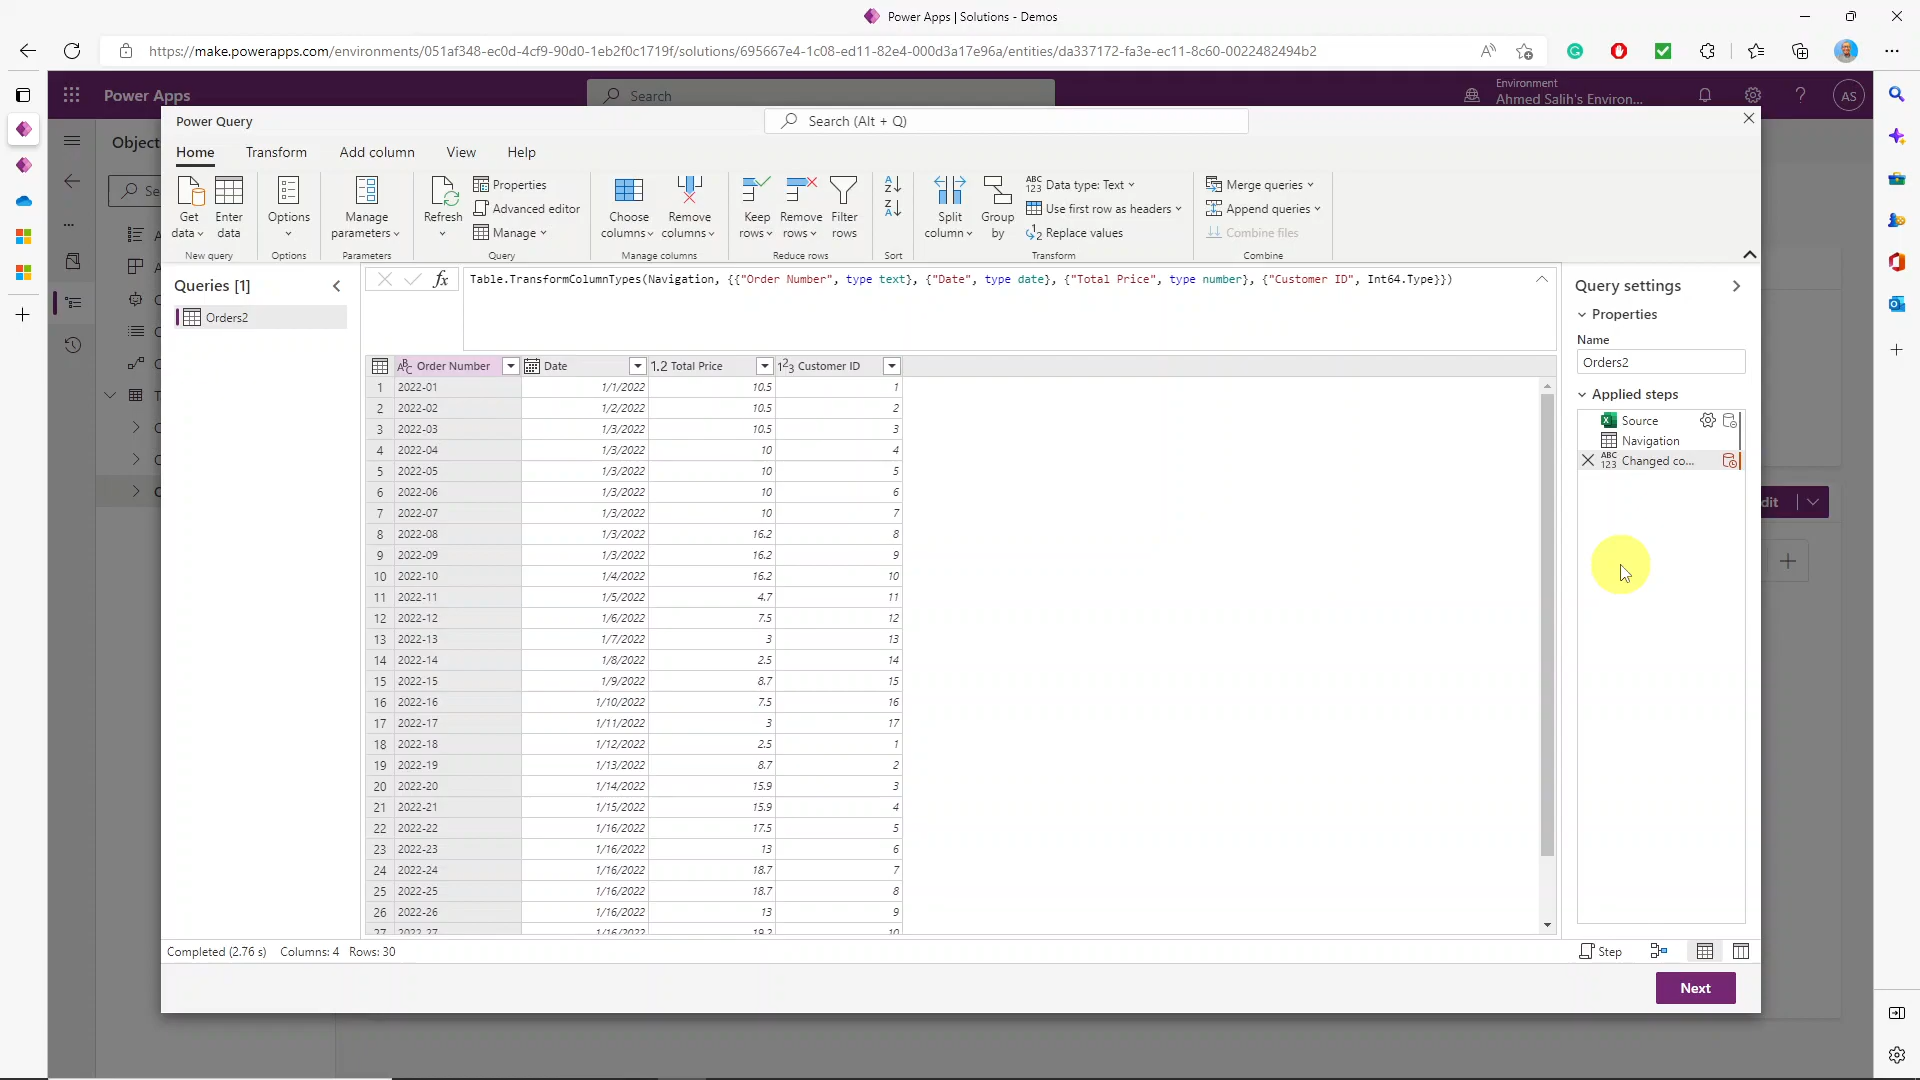 Power Apps | Solutions - Demos
https://make.powerapps.com/environments/051af348-ec0d-4cf9-90d0-1eb2f0c1719f/solutions/695667e4-1c08-ed11-82e4-000d3a17e96a/entities/da337172-fa3e-ec11-8c60-0022482494b2
Power Apps
Search
Environment
Ahmed Salih's Environ...
AS
Object
Se
dit
Power Query
Search (Alt + Q)
Home Transform Add column View Help
Get data
Enter data
New query
Options
Options
Manage parameters
Parameters
Refresh
Properties
Advanced editor
Manage
Query
Choose columns
Remove columns
Manage columns
Keep rows
Remove rows
Filter rows
Reduce rows
Sort
Split column
Group by
Data type: Text
Use first row as headers
Replace values
Transform
Merge queries
Append queries
Combine files
Combine
Queries [1]
Orders2
fx
Table.TransformColumnTypes(Navigation, {{"Order Number", type text}, {"Date", type date}, {"Total Price", type number}, {"Customer ID", Int64.Type}})
ABC Order Number Date 1.2 Total Price 123 Customer ID
1 2022-01 1/1/2022 10.5 1
2 2022-02 1/2/2022 10.5 2
3 2022-03 1/3/2022 10.5 3
4 2022-04 1/3/2022 10 4
5 2022-05 1/3/2022 10 5
6 2022-06 1/3/2022 10 6
7 2022-07 1/3/2022 10 7
8 2022-08 1/3/2022 16.2 8
9 2022-09 1/3/2022 16.2 9
10 2022-10 1/4/2022 16.2 10
11 2022-11 1/5/2022 4.7 11
12 2022-12 1/6/2022 7.5 12
13 2022-13 1/7/2022 3 13
14 2022-14 1/8/2022 2.5 14
15 2022-15 1/9/2022 8.7 15
16 2022-16 1/10/2022 7.5 16
17 2022-17 1/11/2022 3 17
18 2022-18 1/12/2022 2.5 1
19 2022-19 1/13/2022 8.7 2
20 2022-20 1/14/2022 15.9 3
21 2022-21 1/15/2022 15.9 4
22 2022-22 1/16/2022 17.5 5
23 2022-23 1/16/2022 13 6
24 2022-24 1/16/2022 18.7 7
25 2022-25 1/16/2022 18.7 8
26 2022-26 1/16/2022 13 9
27 2022-27 1/16/2022 19.2 10
Query settings
Properties
Name
Orders2
Applied steps
Source
Navigation
ABC 123 Changed co...
Completed (2.76 s) Columns: 4 Rows: 30
Step
Next